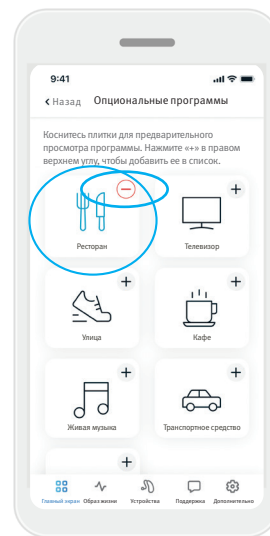 9:41
Назад Опциональные программы
Коснитесь плитки для предварительного
просмотра программы. Нажмите «+» в правом
верхнем углу, чтобы добавить ее в список.
Ресторан Телевизор
Улица Кафе
Живая музыка Транспортное средство
Главный экран Образ жизни Устройства Поддержка Дополнительно